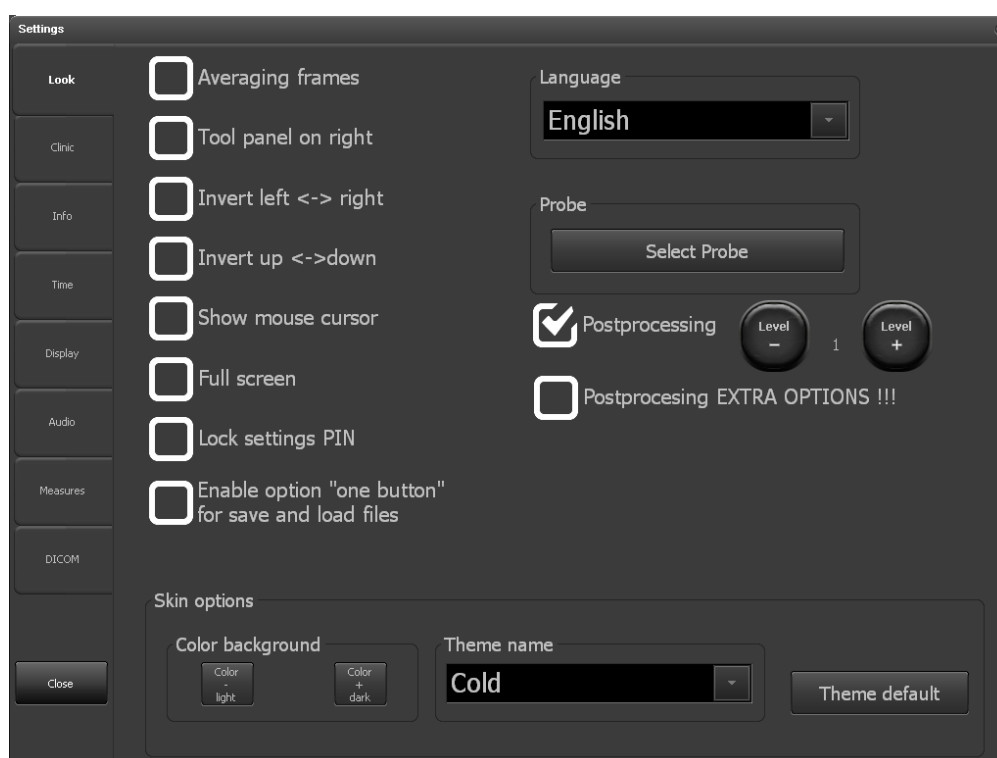 Settings
Look
Clinic
Info
Time
Display
Audio
Measures
DICOM
Close
Averaging frames
Tool panel on right
Invert left <-> right
Invert up <->down
Show mouse cursor
Full screen
Lock settings PIN
Enable option "one button"
for save and load files
Language
English
Probe
Select Probe
Postprocessing
Level
-
1
Level
+
Postprocesing EXTRA OPTIONS !!!
Skin options
Color background
Color
-
light
Color
+
dark
Theme name
Cold
Theme default